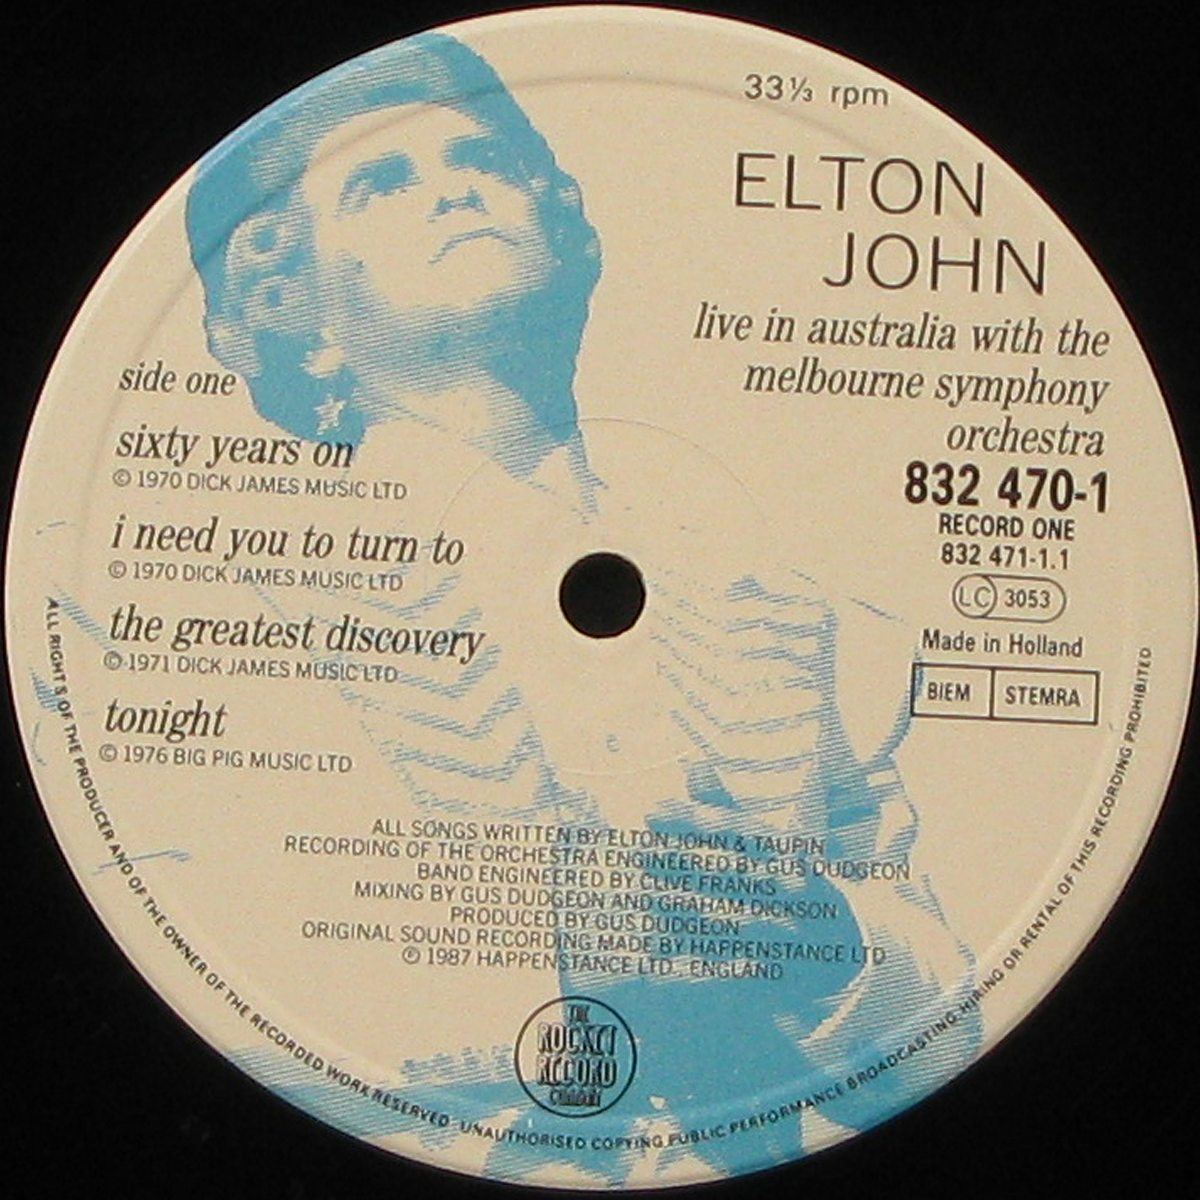 33⅓ rpm
ELTON
JOHN
live in australia with the
melbourne symphony
orchestra
832 470-1
RECORD ONE
832 471-1.1
LC 3053
Made in Holland
BIEM STEMRA
side one
sixty years on
© 1970 DICK JAMES MUSIC LTD
i need you to turn to
© 1970 DICK JAMES MUSIC LTD
the greatest discovery
© 1971 DICK JAMES MUSIC LTD
tonight
© 1976 BIG PIG MUSIC LTD
ALL SONGS WRITTEN BY ELTON JOHN & TAUPIN
RECORDING OF THE ORCHESTRA ENGINEERED BY GUS DUDGEON
BAND ENGINEERED BY CLIVE FRANKS
MIXING BY GUS DUDGEON AND GRAHAM DICKSON
PRODUCED BY GUS DUDGEON
ORIGINAL SOUND RECORDING MADE BY HAPPENSTANCE LTD
℗ 1987 HAPPENSTANCE LTD., ENGLAND
THE
ROCKET
RECORD
COMPANY
ALL RIGHTS OF THE PRODUCER AND OF THE OWNER OF THE RECORDED WORK RESERVED · UNAUTHORISED COPYING PUBLIC PERFORMANCE BROADCASTING HIRING OR RENTAL OF THIS RECORDING PROHIBITED